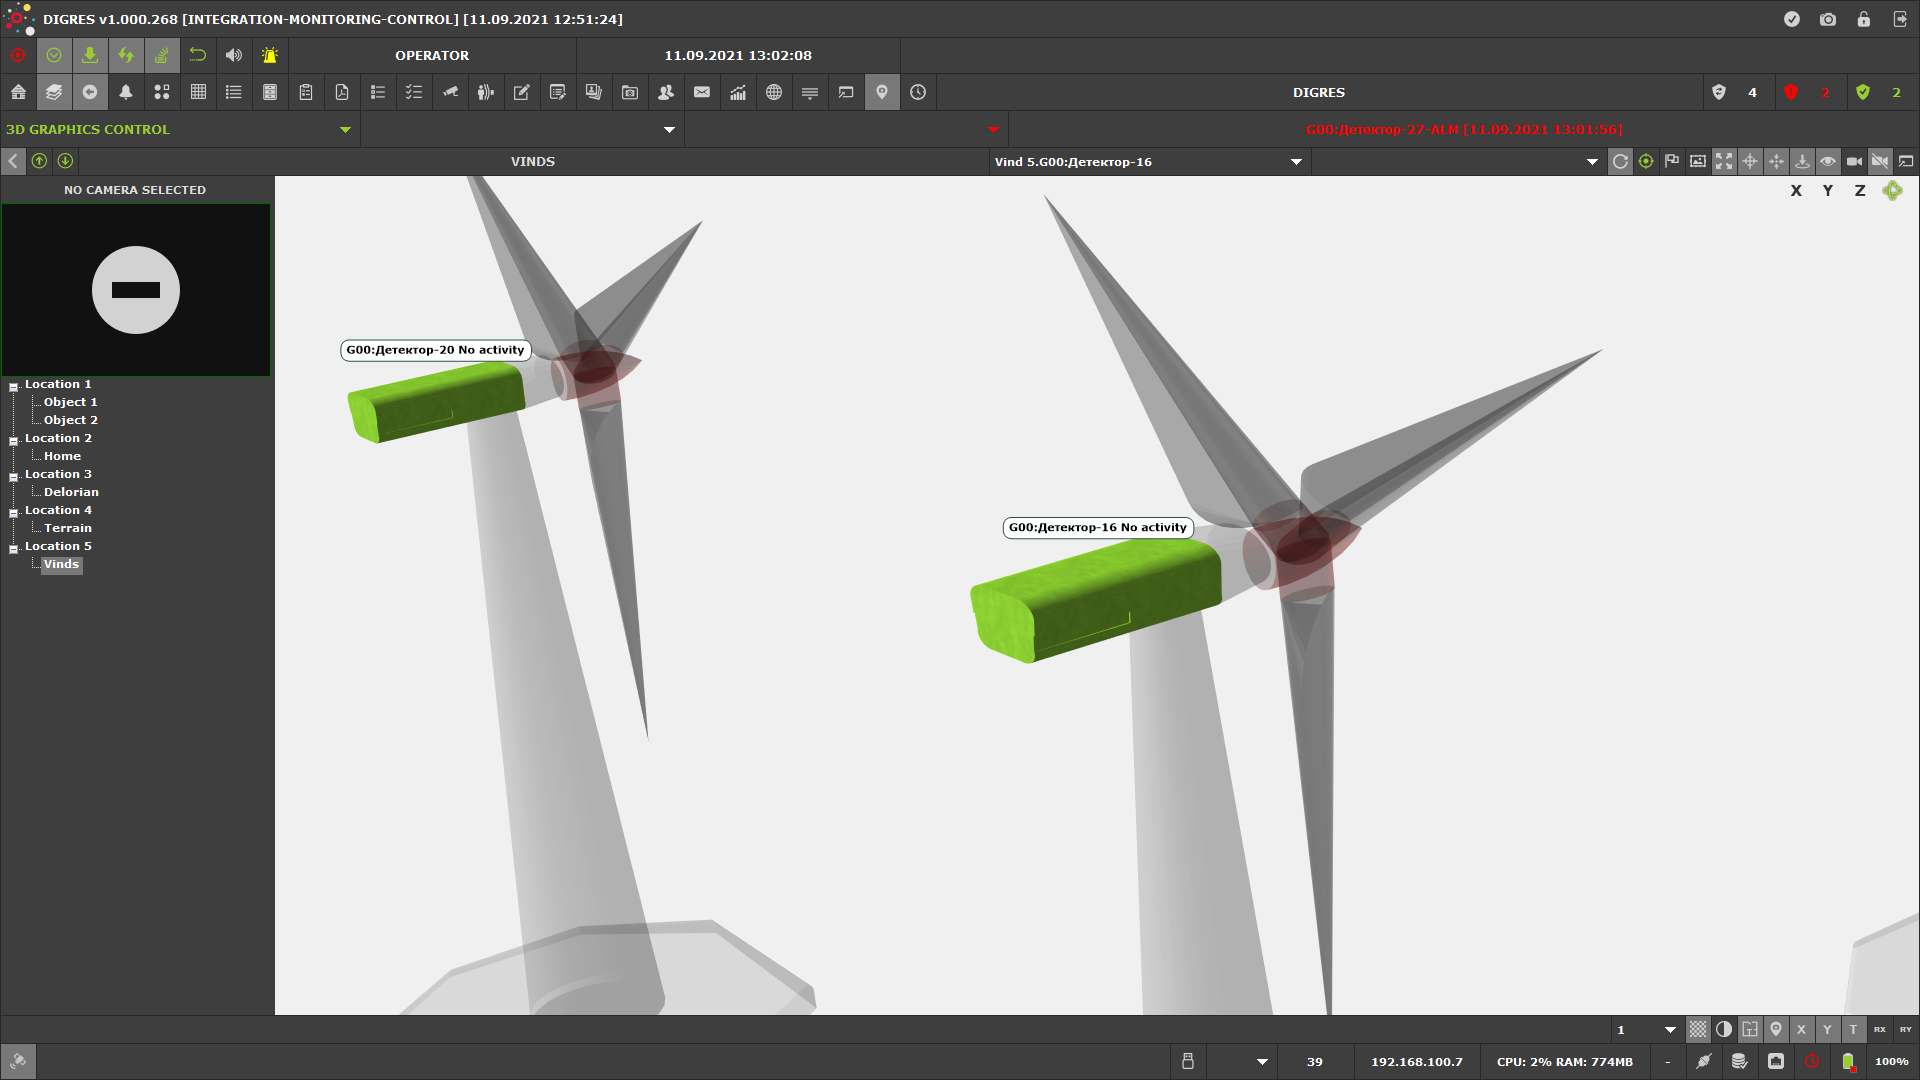 DIGRES v1.000.268 [INTEGRATION-MONITORING-CONTROL] [11.09.2021 12:51:24]
OPERATOR
11.09.2021 13:02:08
DIGRES
4
2
2
3D GRAPHICS CONTROL
G00:Детектор-27-ALM [11.09.2021 13:01:56]
VINDS
Vind 5.G00:Детектор-16
NO CAMERA SELECTED
X Y Z
Location 1
Object 1
Object 2
Location 2
Home
Location 3
Delorian
Location 4
Terrain
Location 5
Vinds
G00:Детектор-20 No activity
G00:Детектор-16 No activity
1
X Y T RX RY
39
192.168.100.7
CPU: 2% RAM: 774MB
-
100%